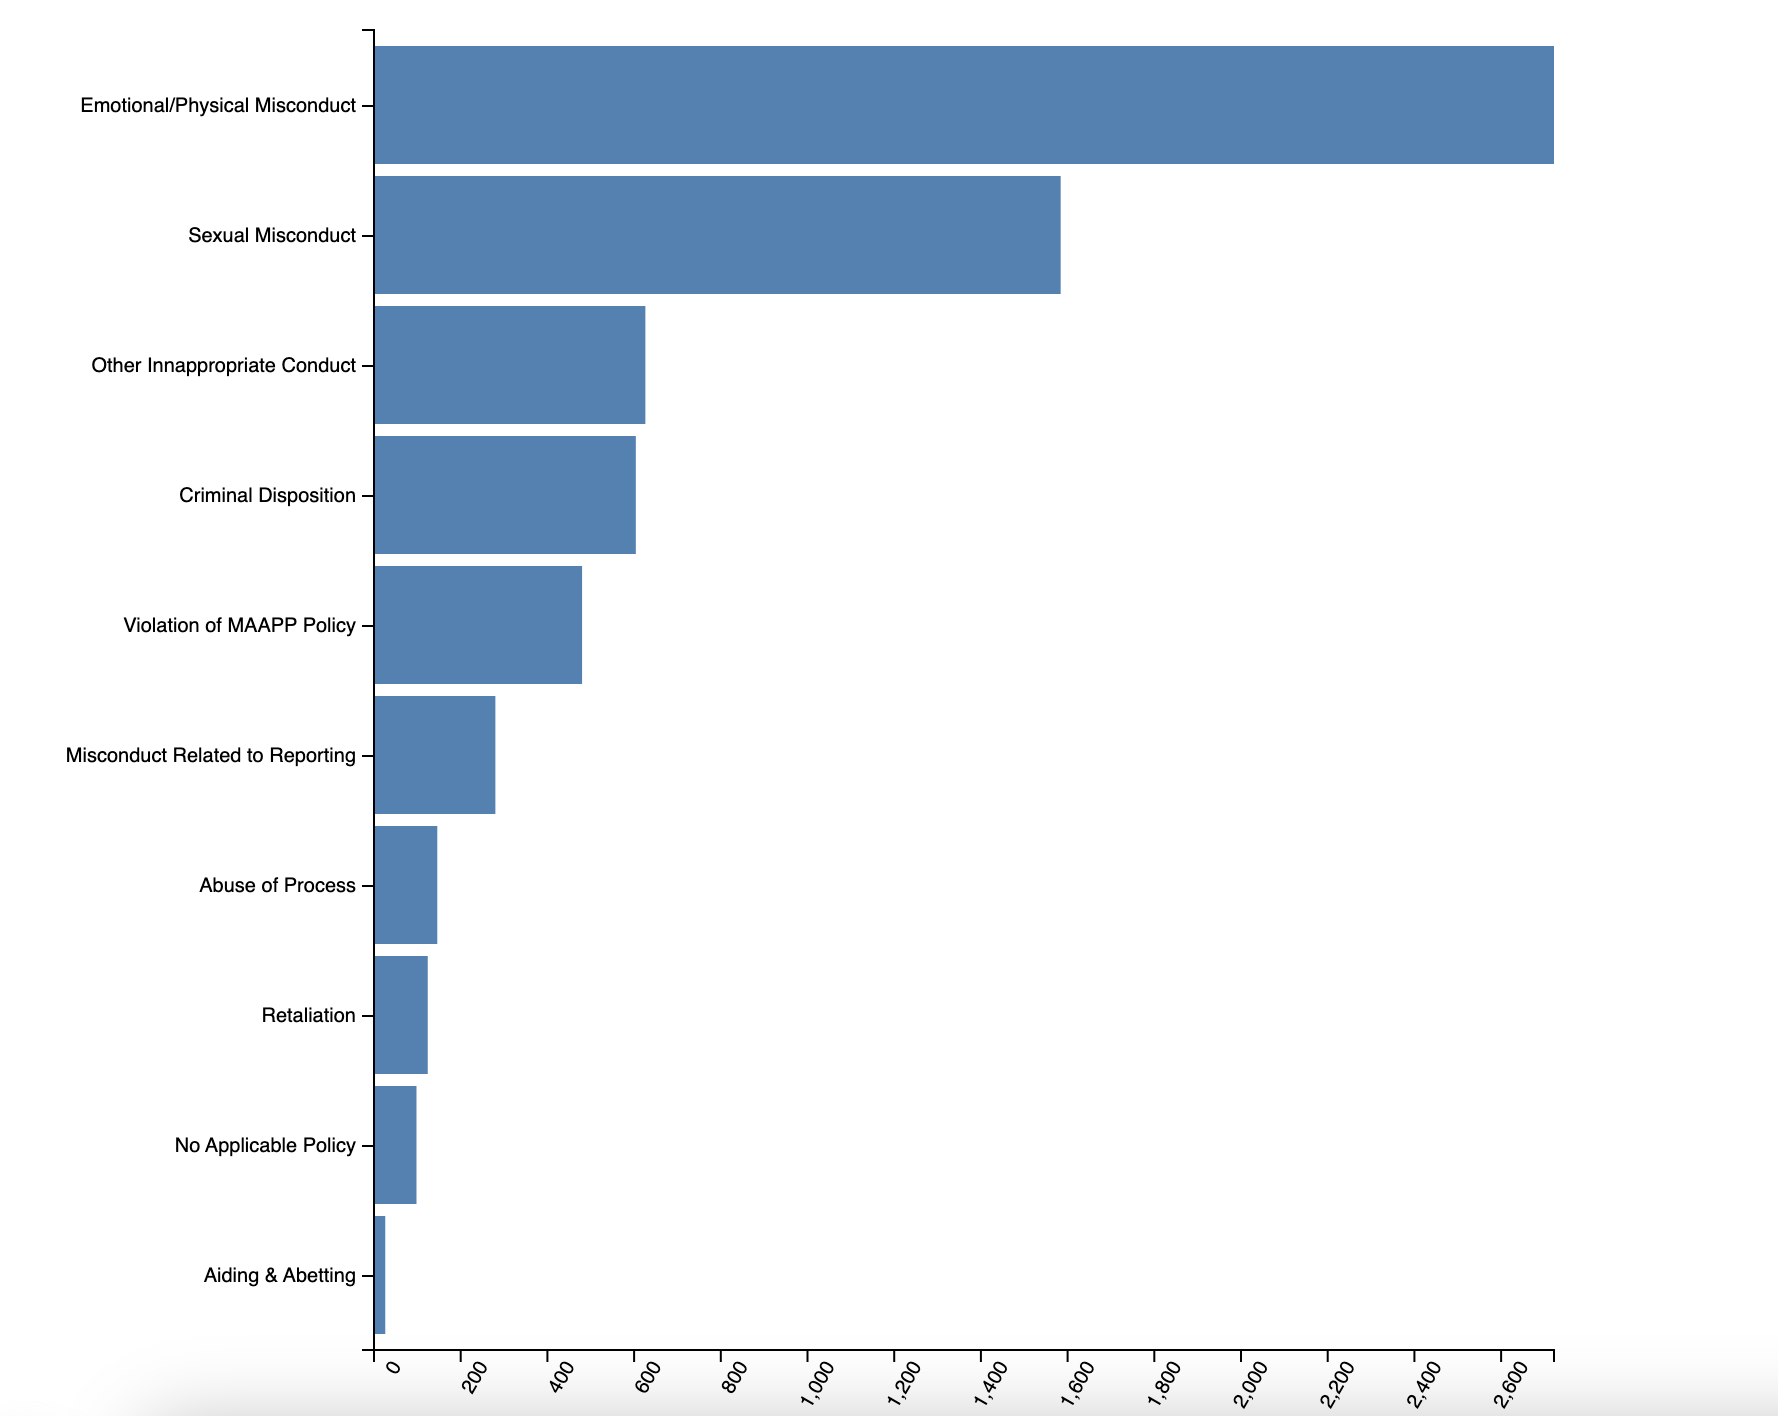 Emotional/Physical Misconduct
Sexual Misconduct
Other Innappropriate Conduct
Criminal Disposition
Violation of MAAPP Policy
Misconduct Related to Reporting
Abuse of Process
Retaliation
No Applicable Policy
Aiding & Abetting
0 200 400 600 800 1,000 1,200 1,400 1,600 1,800 2,000 2,200 2,400 2,600